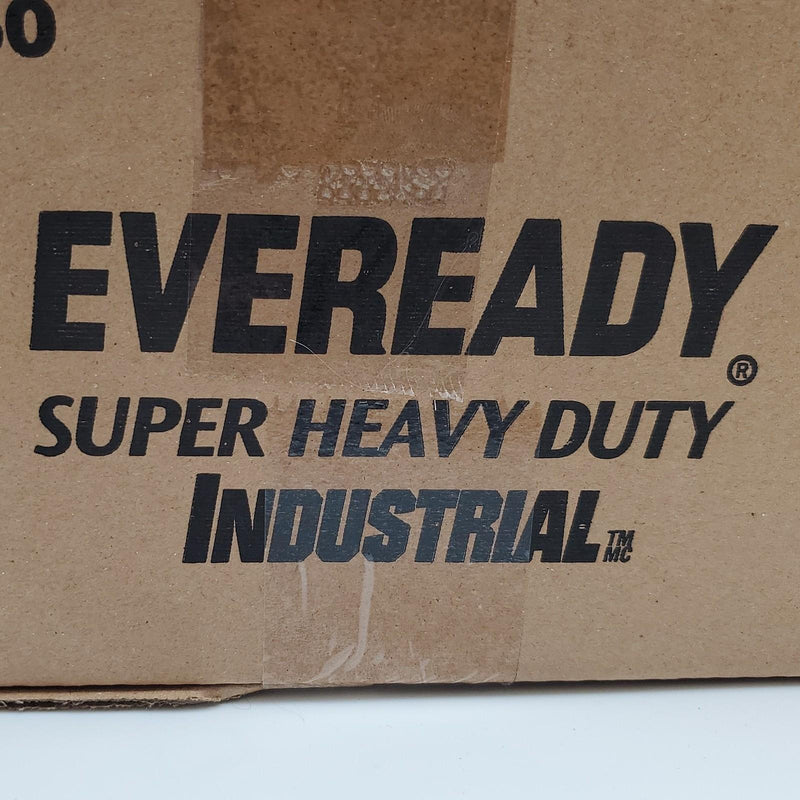 EVEREADY®
SUPER HEAVY DUTY
INDUSTRIAL™ MC